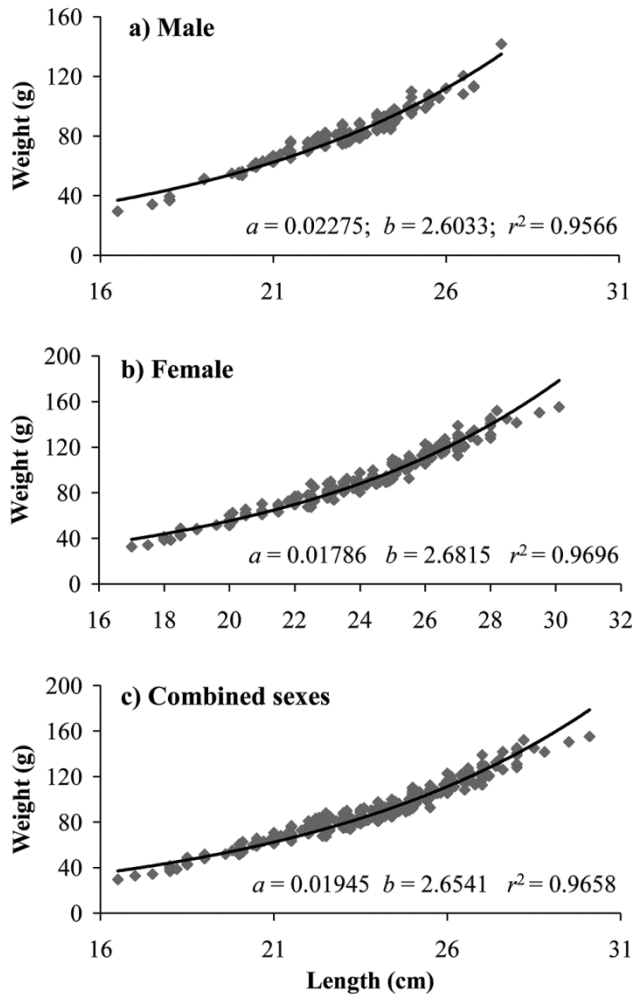 a) Male
Weight (g)
160
120
80
40
0
a = 0.02275; b = 2.6033; r² = 0.9566
16 21 26 31
b) Female
Weight (g)
200
160
120
80
40
0
a = 0.01786 b = 2.6815 r² = 0.9696
16 18 20 22 24 26 28 30 32
c) Combined sexes
Weight (g)
200
160
120
80
40
0
a = 0.01945 b = 2.6541 r² = 0.9658
16 21 26 31
Length (cm)